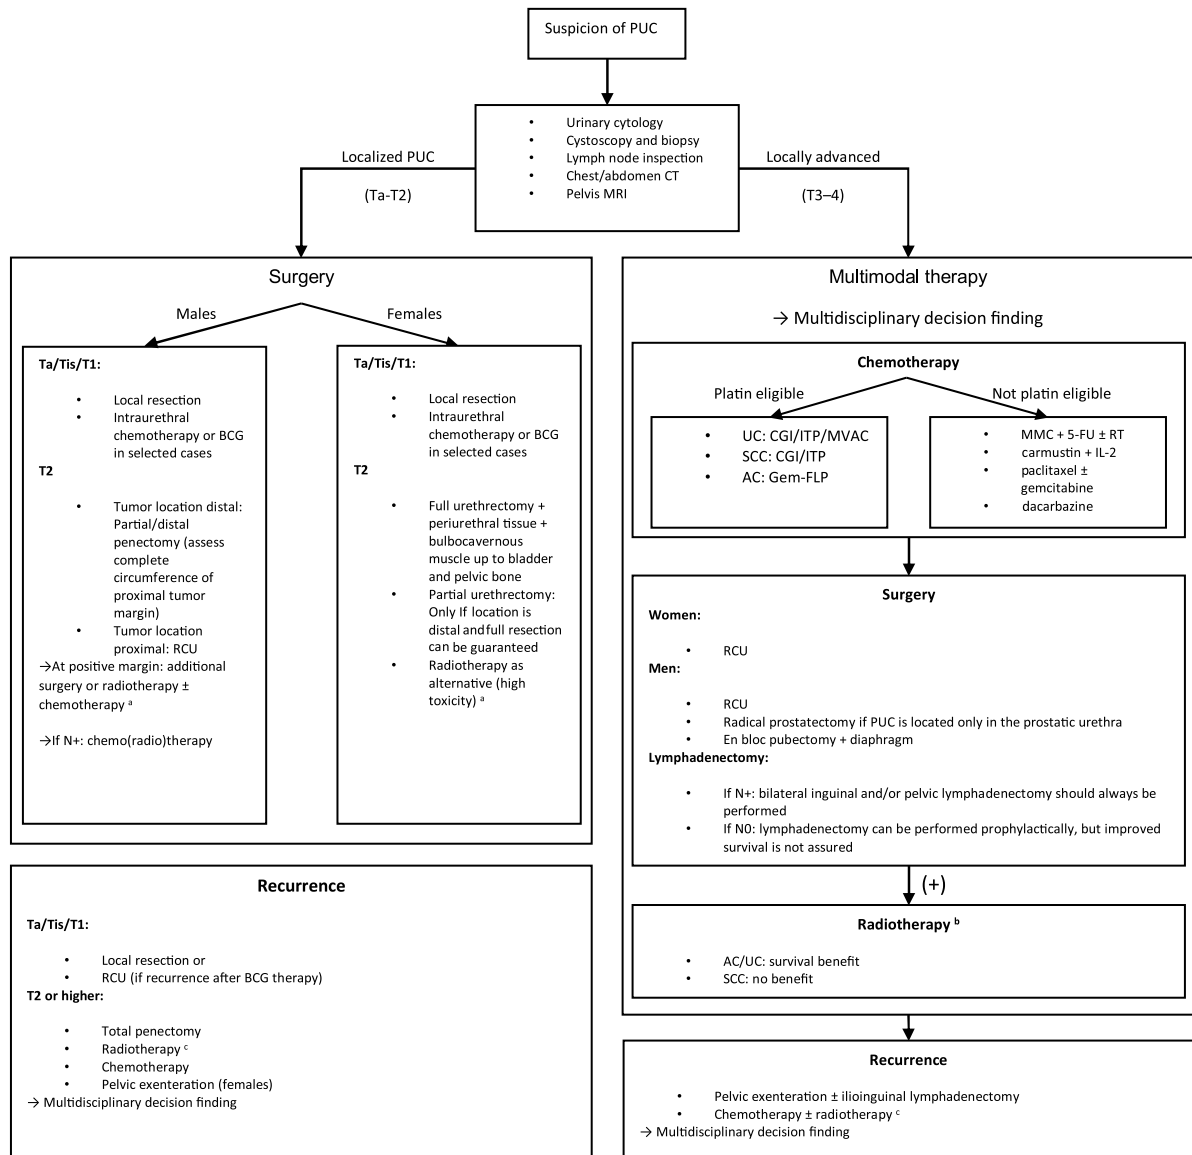 Suspicion of PUC
• Urinary cytology
• Cystoscopy and biopsy
• Lymph node inspection
• Chest/abdomen CT
• Pelvis MRI
Localized PUC
(Ta-T2)
Locally advanced
(T3–4)
Surgery
Males
Females
Ta/Tis/T1:
• Local resection
• Intraurethral
chemotherapy or BCG
in selected cases
T2
• Tumor location distal:
Partial/distal
penectomy (assess
complete
circumference of
proximal tumor
margin)
• Tumor location
proximal: RCU
→At positive margin: additional
surgery or radiotherapy ±
chemotherapy a
→If N+: chemo(radio)therapy
Ta/Tis/T1:
• Local resection
• Intraurethral
chemotherapy or BCG
in selected cases
T2
• Full urethrectomy +
periurethral tissue +
bulbocavernous
muscle up to bladder
and pelvic bone
• Partial urethrectomy:
Only If location is
distal and full resection
can be guaranteed
• Radiotherapy as
alternative (high
toxicity) a
Recurrence
Ta/Tis/T1:
• Local resection or
• RCU (if recurrence after BCG therapy)
T2 or higher:
• Total penectomy
• Radiotherapy c
• Chemotherapy
• Pelvic exenteration (females)
→ Multidisciplinary decision finding
Multimodal therapy
→ Multidisciplinary decision finding
Chemotherapy
Platin eligible
Not platin eligible
• UC: CGI/ITP/MVAC
• SCC: CGI/ITP
• AC: Gem-FLP
• MMC + 5-FU ± RT
• carmustin + IL-2
• paclitaxel ±
gemcitabine
• dacarbazine
Surgery
Women:
• RCU
Men:
• RCU
• Radical prostatectomy if PUC is located only in the prostatic urethra
• En bloc pubectomy + diaphragm
Lymphadenectomy:
• If N+: bilateral inguinal and/or pelvic lymphadenectomy should always be
performed
• If N0: lymphadenectomy can be performed prophylactically, but improved
survival is not assured
(+)
Radiotherapy b
• AC/UC: survival benefit
• SCC: no benefit
Recurrence
• Pelvic exenteration ± ilioinguinal lymphadenectomy
• Chemotherapy ± radiotherapy c
→ Multidisciplinary decision finding